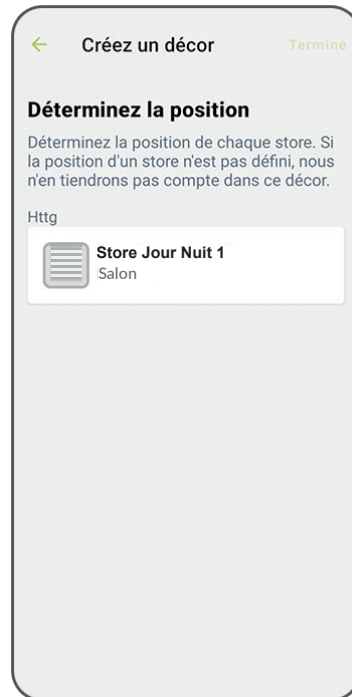 Créez un décor
Terminé
Déterminez la position
Déterminez la position de chaque store. Si
la position d'un store n'est pas défini, nous
n'en tiendrons pas compte dans ce décor.
Httg
Store Jour Nuit 1
Salon